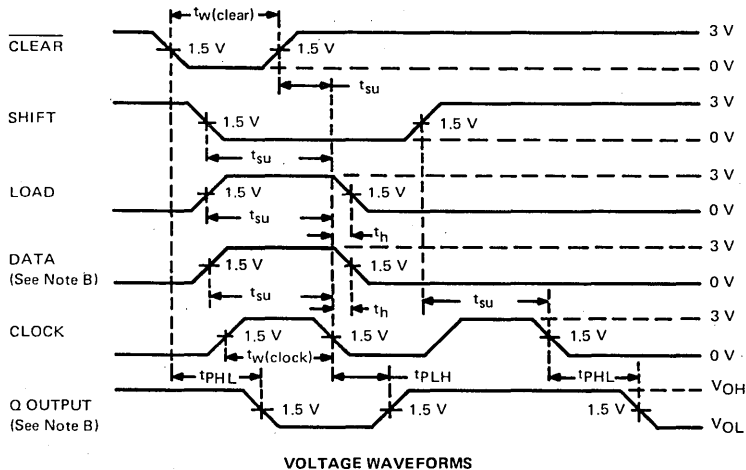 tw(clear)
CLEAR 1.5 V 1.5 V 3 V
0 V
tsu
SHIFT 1.5 V 1.5 V 3 V
0 V
tsu
LOAD 1.5 V 1.5 V 3 V
0 V
tsu th
DATA 1.5 V 1.5 V 3 V
(See Note B) 0 V
tsu th tsu
CLOCK 1.5 V 1.5 V 1.5 V 3 V
tw(clock) 0 V
tPHL tPLH tPHL
Q OUTPUT 1.5 V 1.5 V 1.5 V VOH
(See Note B) VOL
VOLTAGE WAVEFORMS